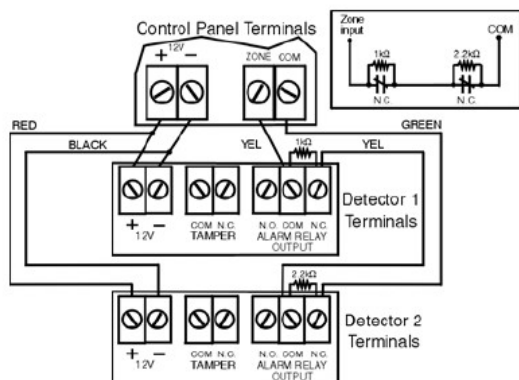 Control Panel Terminals
+ 12V −
ZONE COM
Zone input
COM
1kΩ
2.2kΩ
N.C.
N.C.
RED
BLACK
YEL
1kΩ
YEL
GREEN
Detector 1 Terminals
+ 12V −
COM N.C.
TAMPER
N.O. COM N.C.
ALARM RELAY
OUTPUT
2.2kΩ
Detector 2 Terminals
+ 12V −
COM N.C.
TAMPER
N.O. COM N.C.
ALARM RELAY
OUTPUT